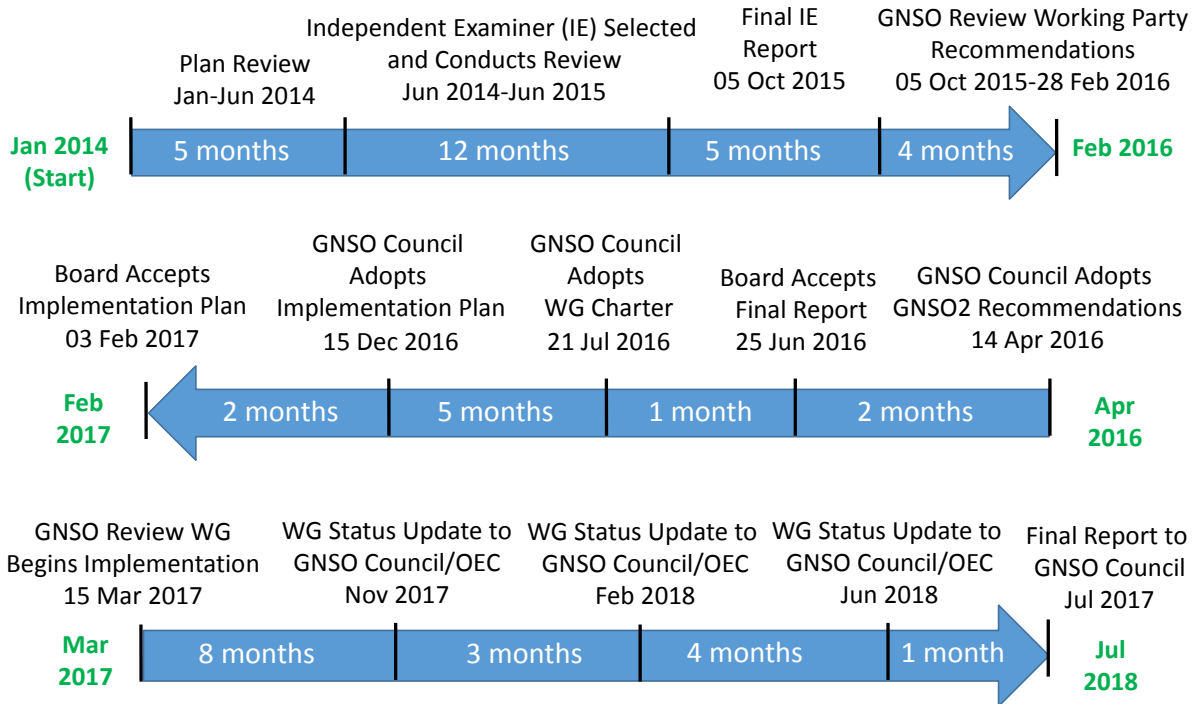 Plan Review
Jan-Jun 2014
Independent Examiner (IE) Selected
and Conducts Review
Jun 2014-Jun 2015
Final IE
Report
05 Oct 2015
GNSO Review Working Party
Recommendations
05 Oct 2015-28 Feb 2016
Jan 2014
(Start)
5 months
12 months
5 months
4 months
Feb 2016
Board Accepts
Implementation Plan
03 Feb 2017
GNSO Council
Adopts
Implementation Plan
15 Dec 2016
GNSO Council
Adopts
WG Charter
21 Jul 2016
Board Accepts
Final Report
25 Jun 2016
GNSO Council Adopts
GNSO2 Recommendations
14 Apr 2016
Feb
2017
2 months
5 months
1 month
2 months
Apr
2016
GNSO Review WG
Begins Implementation
15 Mar 2017
WG Status Update to
GNSO Council/OEC
Nov 2017
WG Status Update to
GNSO Council/OEC
Feb 2018
WG Status Update to
GNSO Council/OEC
Jun 2018
Final Report to
GNSO Council
Jul 2017
Mar
2017
8 months
3 months
4 months
1 month
Jul
2018